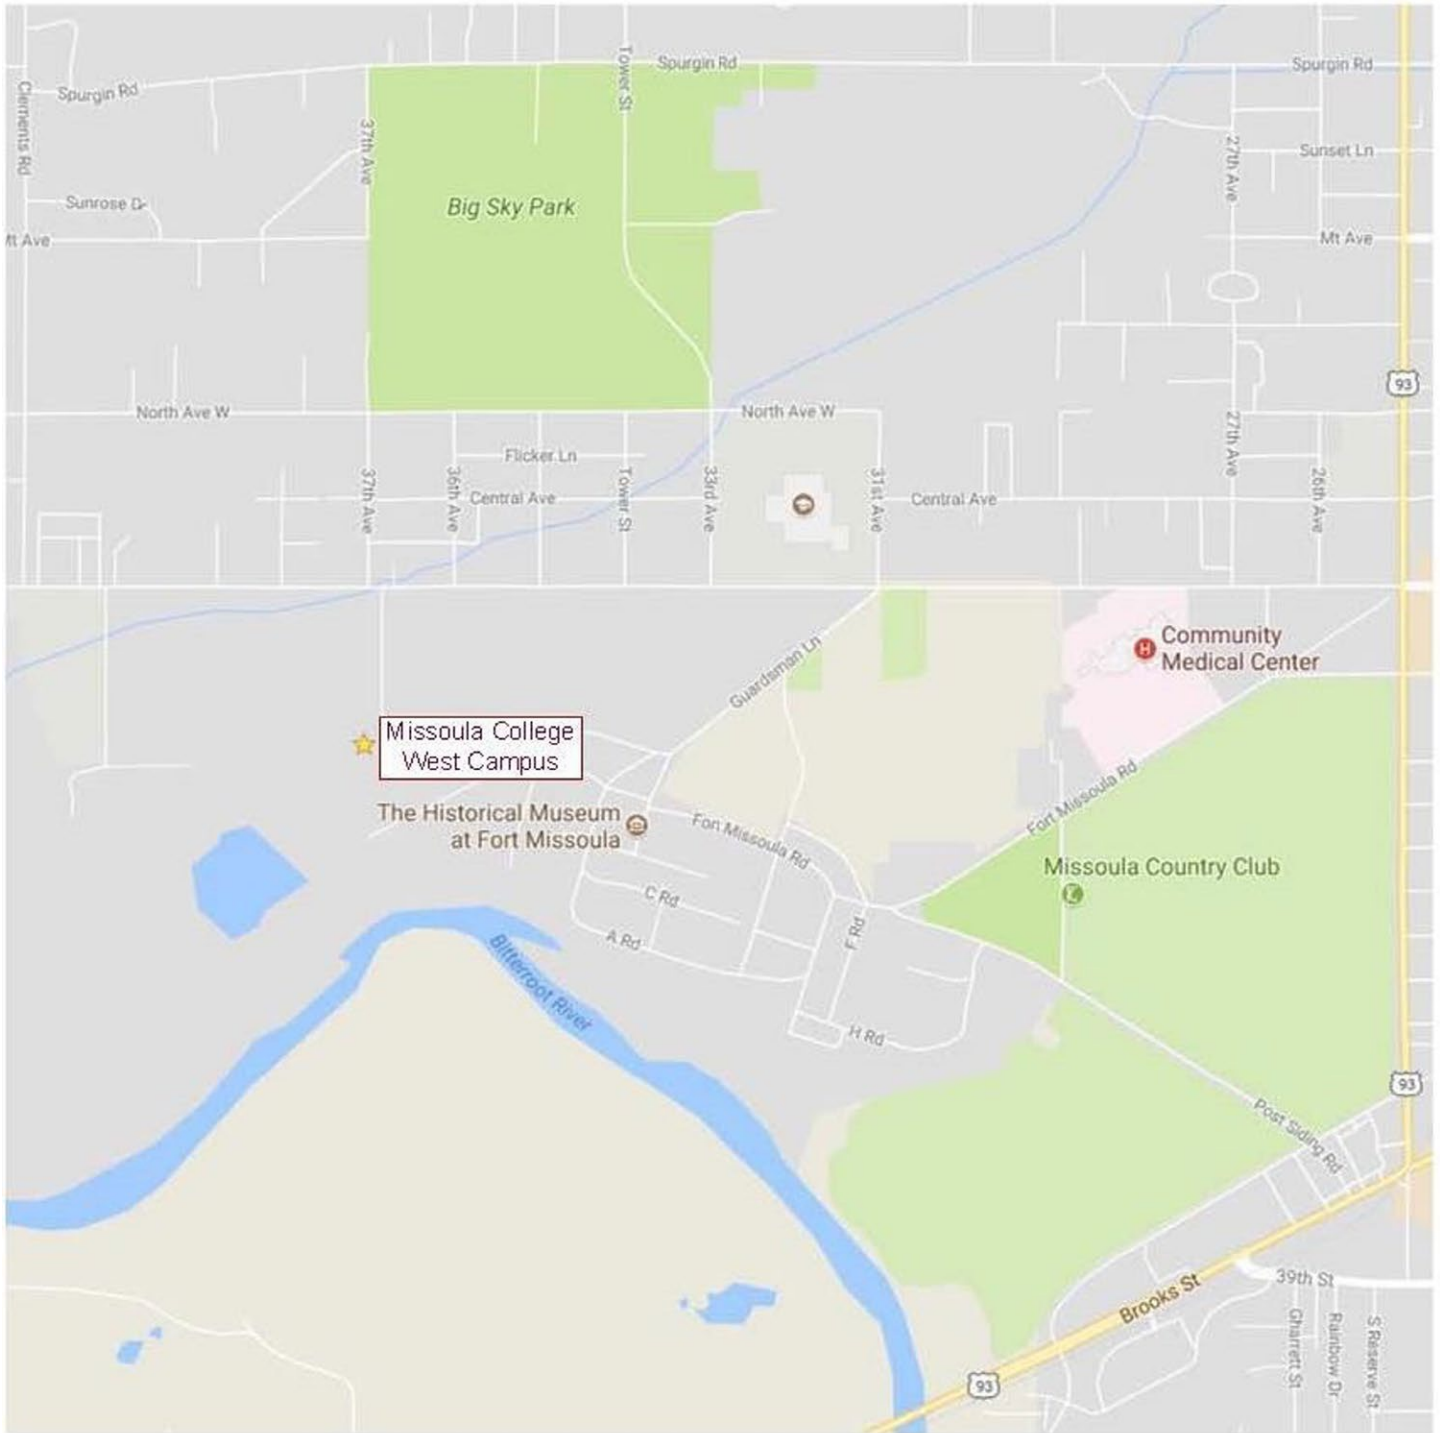 Spurgin Rd
Spurgin Rd
Spurgin Rd
Clements Rd
Tower St
37th Ave
27th Ave
Sunset Ln
Sunrose Dr
Big Sky Park
Mt Ave
Mt Ave
93
North Ave W
North Ave W
Flicker Ln
27th Ave
37th Ave
36th Ave
Central Ave
Tower St
33rd Ave
31st Ave
Central Ave
26th Ave
Guardsman Ln
H
Community
Medical Center
Missoula College
West Campus
The Historical Museum
at Fort Missoula
Fort Missoula Rd
Fort Missoula Rd
Missoula Country Club
C Rd
A Rd
F Rd
Bitterroot River
H Rd
93
Post Siding Rd
39th St
Brooks St
Gharrett St
Rainbow Dr
S Reserve St
93